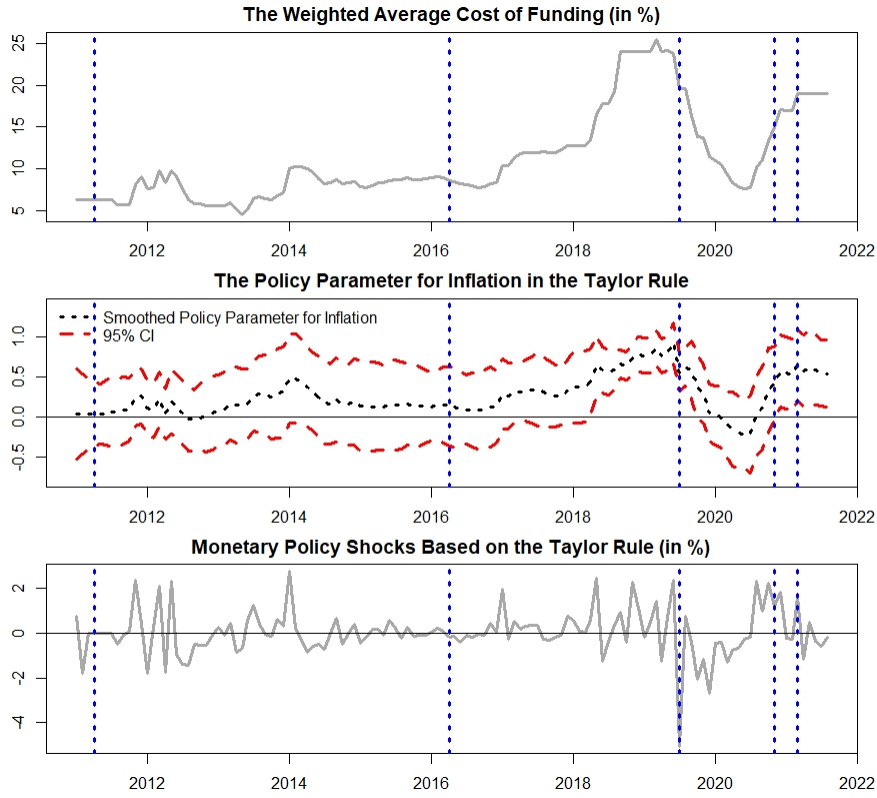 The Weighted Average Cost of Funding (in %)
25
20
15
10
5
2012 2014 2016 2018 2020 2022
The Policy Parameter for Inflation in the Taylor Rule
Smoothed Policy Parameter for Inflation
95% CI
1.0
0.5
0.0
-0.5
2012 2014 2016 2018 2020 2022
Monetary Policy Shocks Based on the Taylor Rule (in %)
2
0
-2
-4
2012 2014 2016 2018 2020 2022